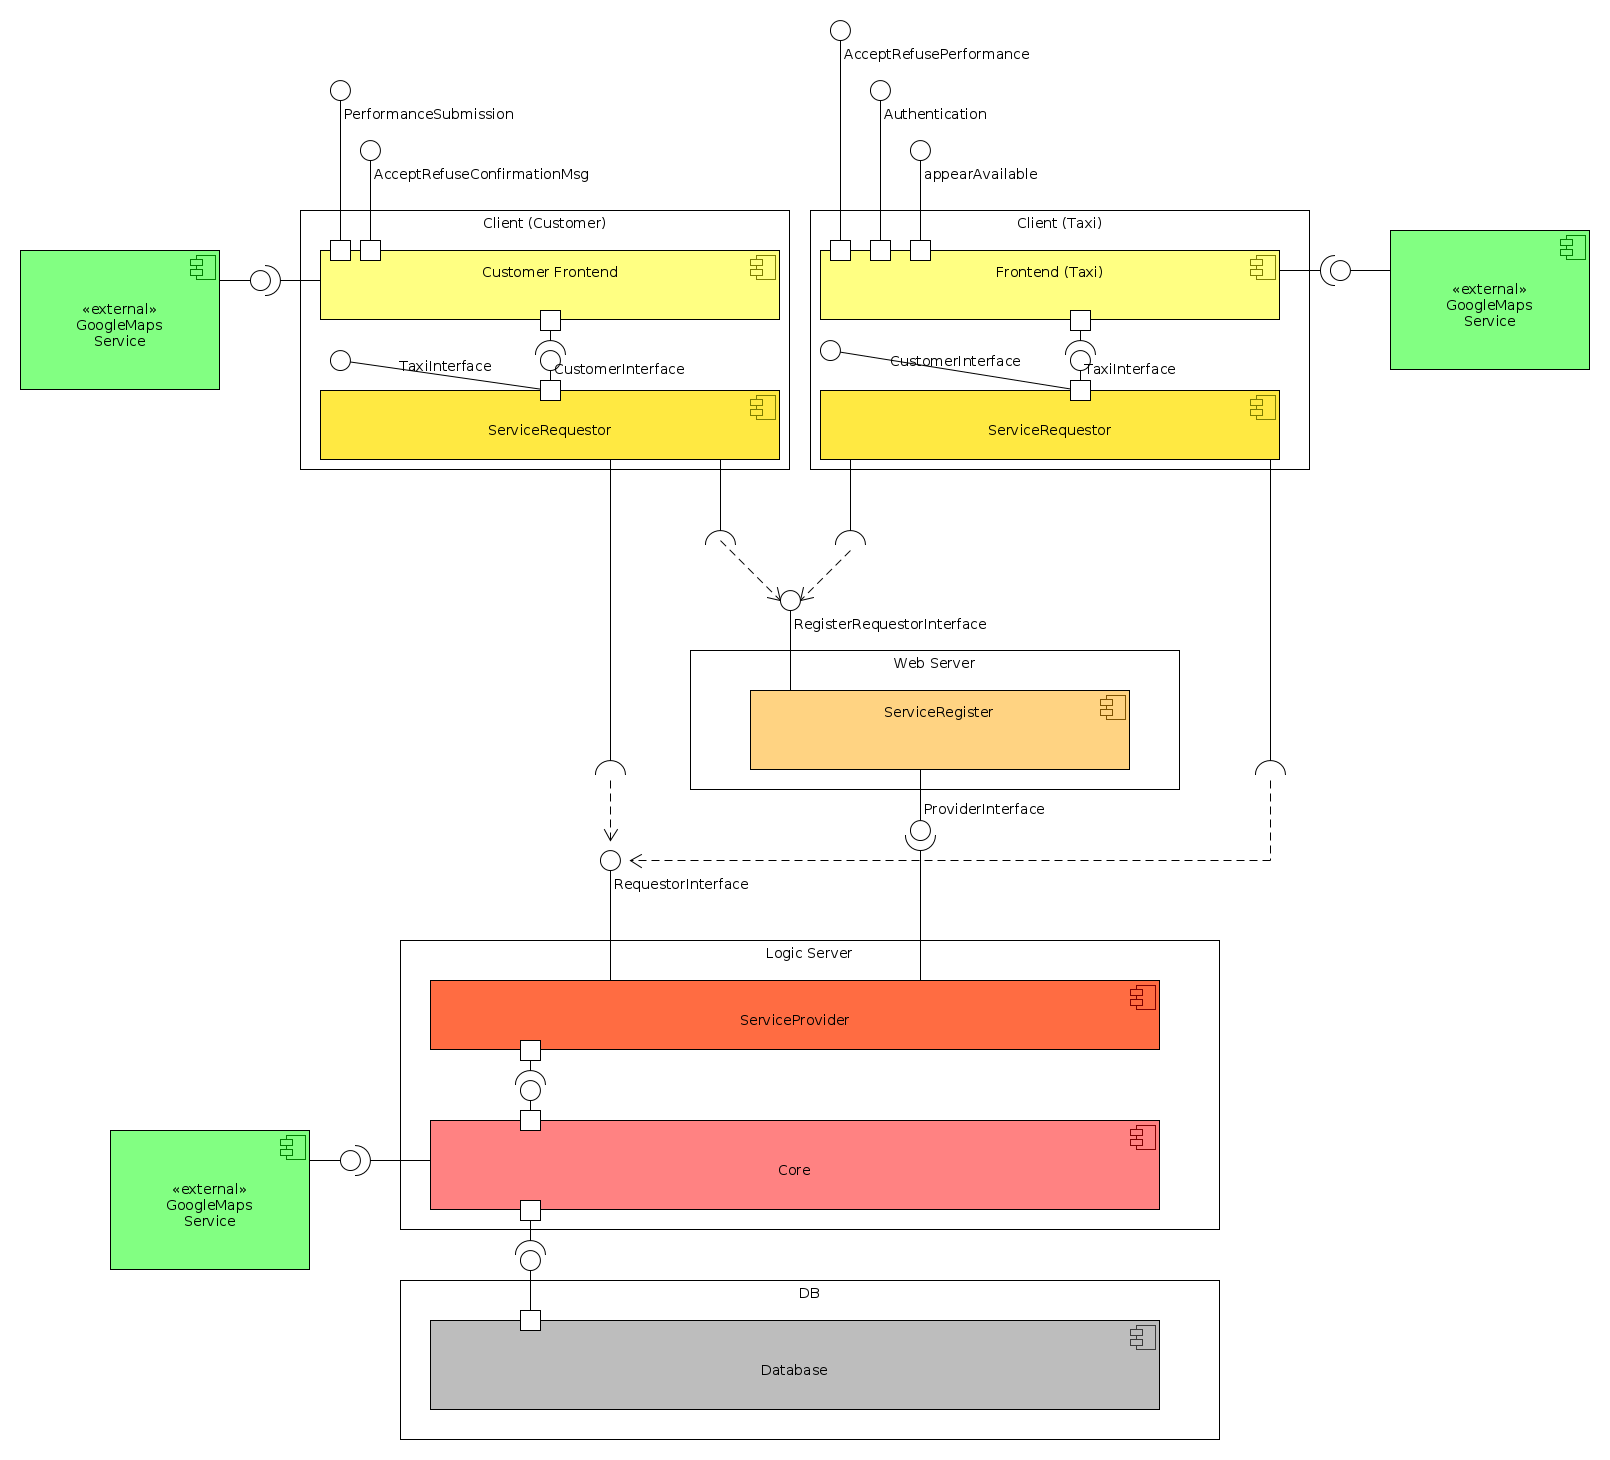 AcceptRefusePerformance
PerformanceSubmission
Authentication
AcceptRefuseConfirmationMsg
appearAvailable
Client (Customer)
Client (Taxi)
Customer Frontend
Frontend (Taxi)
«external»
GoogleMaps
Service
«external»
GoogleMaps
Service
TaxiInterface
CustomerInterface
CustomerInterface
TaxiInterface
ServiceRequestor
ServiceRequestor
RegisterRequestorInterface
Web Server
ServiceRegister
ProviderInterface
RequestorInterface
Logic Server
ServiceProvider
Core
«external»
GoogleMaps
Service
DB
Database